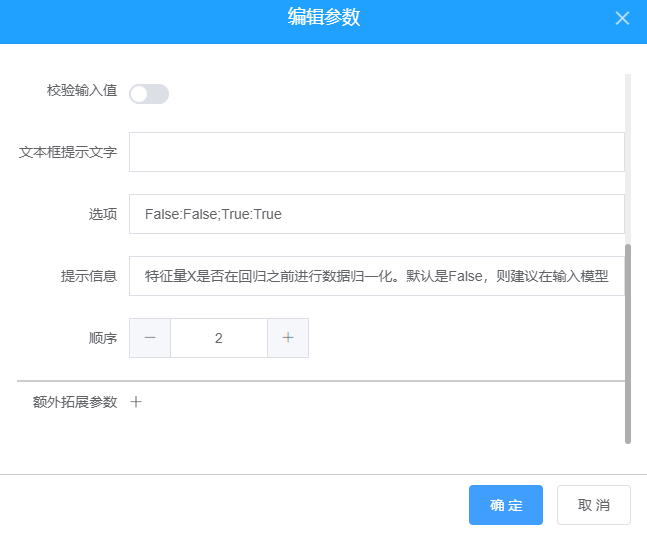 编辑参数
校验输入值
文本框提示文字
选项 False:False;True:True
提示信息 特征量X是否在回归之前进行数据归一化。默认是False，则建议在输入模型
顺序 2
额外拓展参数
确 定 取 消